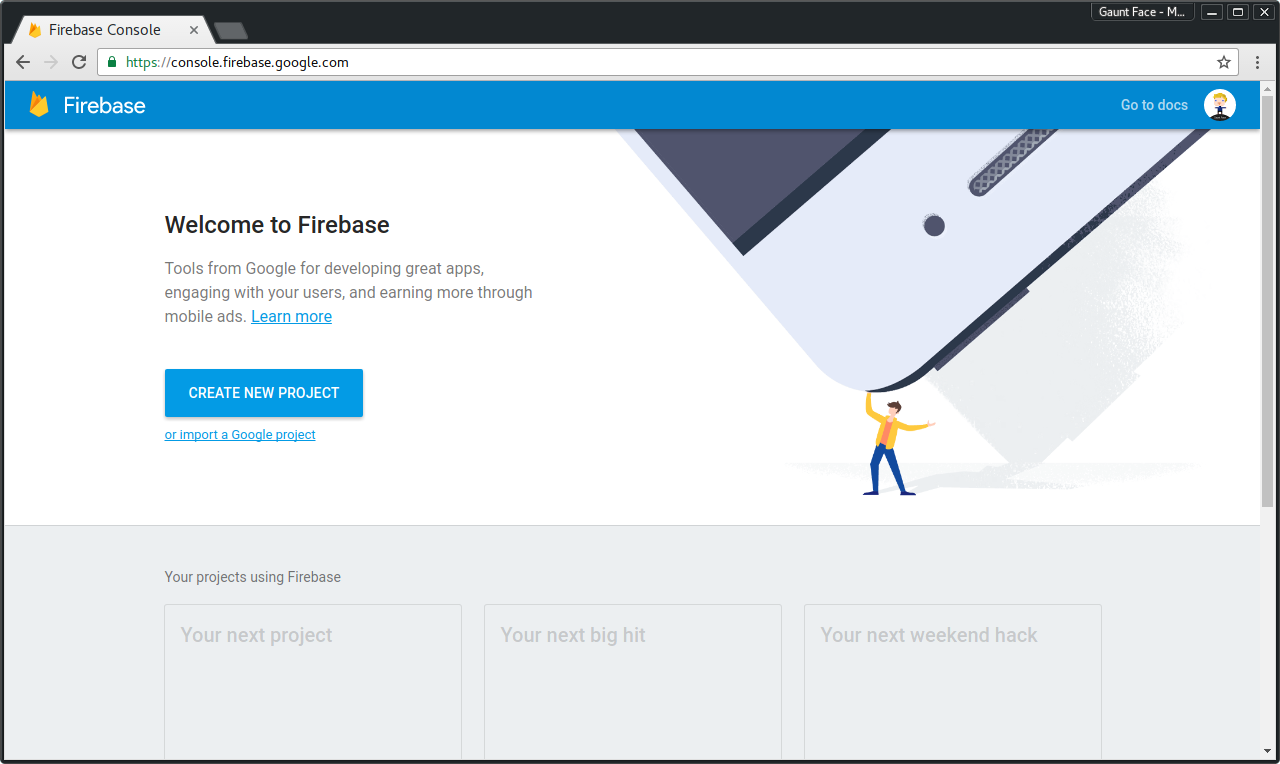 Gaunt Face - M...
Firebase Console
https://console.firebase.google.com
Firebase
Go to docs
Welcome to Firebase
Tools from Google for developing great apps,
engaging with your users, and earning more through
mobile ads. Learn more
CREATE NEW PROJECT
or import a Google project
Your projects using Firebase
Your next project
Your next big hit
Your next weekend hack